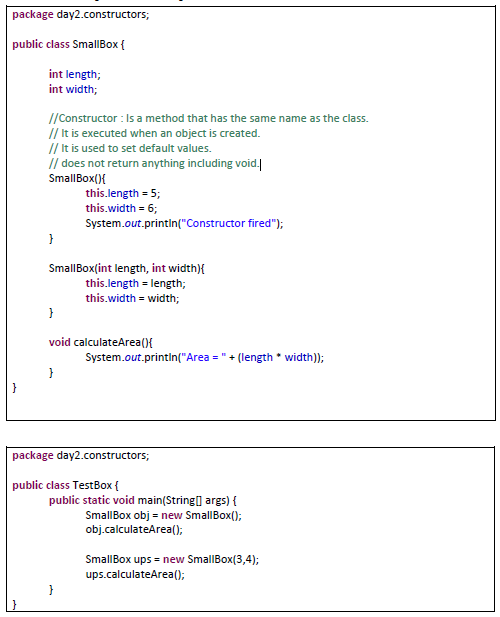 package day2.constructors;
public class SmallBox {
int length;
int width;
//Constructor : Is a method that has the same name as the class.
// It is executed when an object is created.
// It is used to set default values.
// does not return anything including void.
SmallBox(){
this.length = 5;
this.width = 6;
System.out.println("Constructor fired");
}
SmallBox(int length, int width){
this.length = length;
this.width = width;
}
void calculateArea(){
System.out.println("Area = " + (length * width));
}
}
package day2.constructors;
public class TestBox {
public static void main(String[] args) {
SmallBox obj = new SmallBox();
obj.calculateArea();
SmallBox ups = new SmallBox(3,4);
ups.calculateArea();
}
}